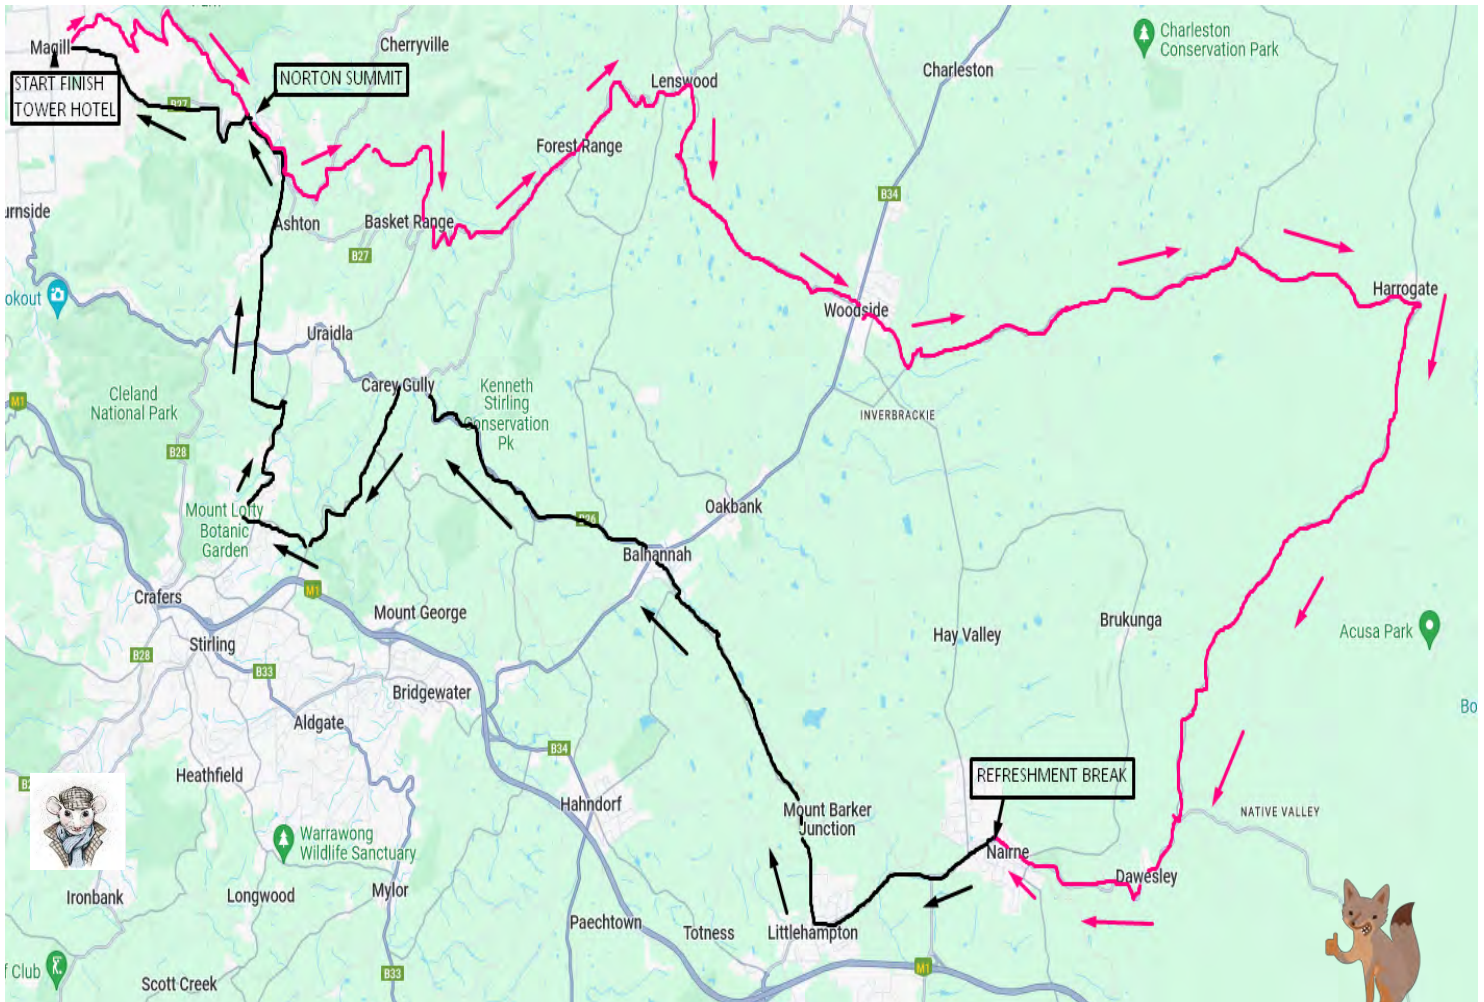 Magill
START FINISH
TOWER HOTEL
B27
NORTON SUMMIT
Cherryville
Lenswood
Charleston
Charleston
Conservation Park
Forest Range
B34
urnside
Ashton
Basket Range
B27
ookout
Uraidla
Woodside
Harrogate
Carey Gully
Kenneth
Stirling
Conservation
Pk
INVERBRACKIE
Cleland
National Park
M1
B28
Mount Lofty
Botanic
Garden
Oakbank
B26
Balhannah
Crafers
M1
Mount George
Stirling
Hay Valley
Brukunga
Acusa Park
B28
B33
Bridgewater
Aldgate
Bo
B34
Heathfield
REFRESHMENT BREAK
Hahndorf
Mount Barker
Junction
NATIVE VALLEY
Warrawong
Wildlife Sanctuary
Nairne
Dawesley
Ironbank
Longwood
Mylor
Paechtown
Totness
Littlehampton
f Club
Scott Creek
B33
M1